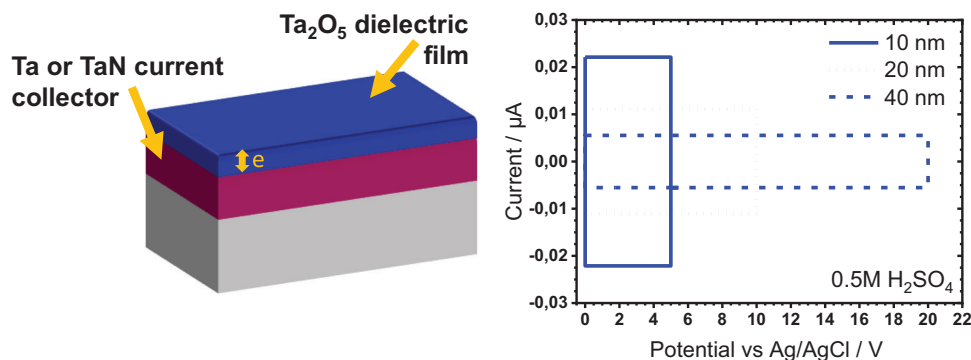 Ta₂O₅ dielectric
film
Ta or TaN current
collector
e
0,03
0,02
0,01
0,00
-0,01
-0,02
-0,03
Current / µA
10 nm
20 nm
40 nm
0.5M H₂SO₄
0 2 4 6 8 10 12 14 16 18 20 22
Potential vs Ag/AgCl / V